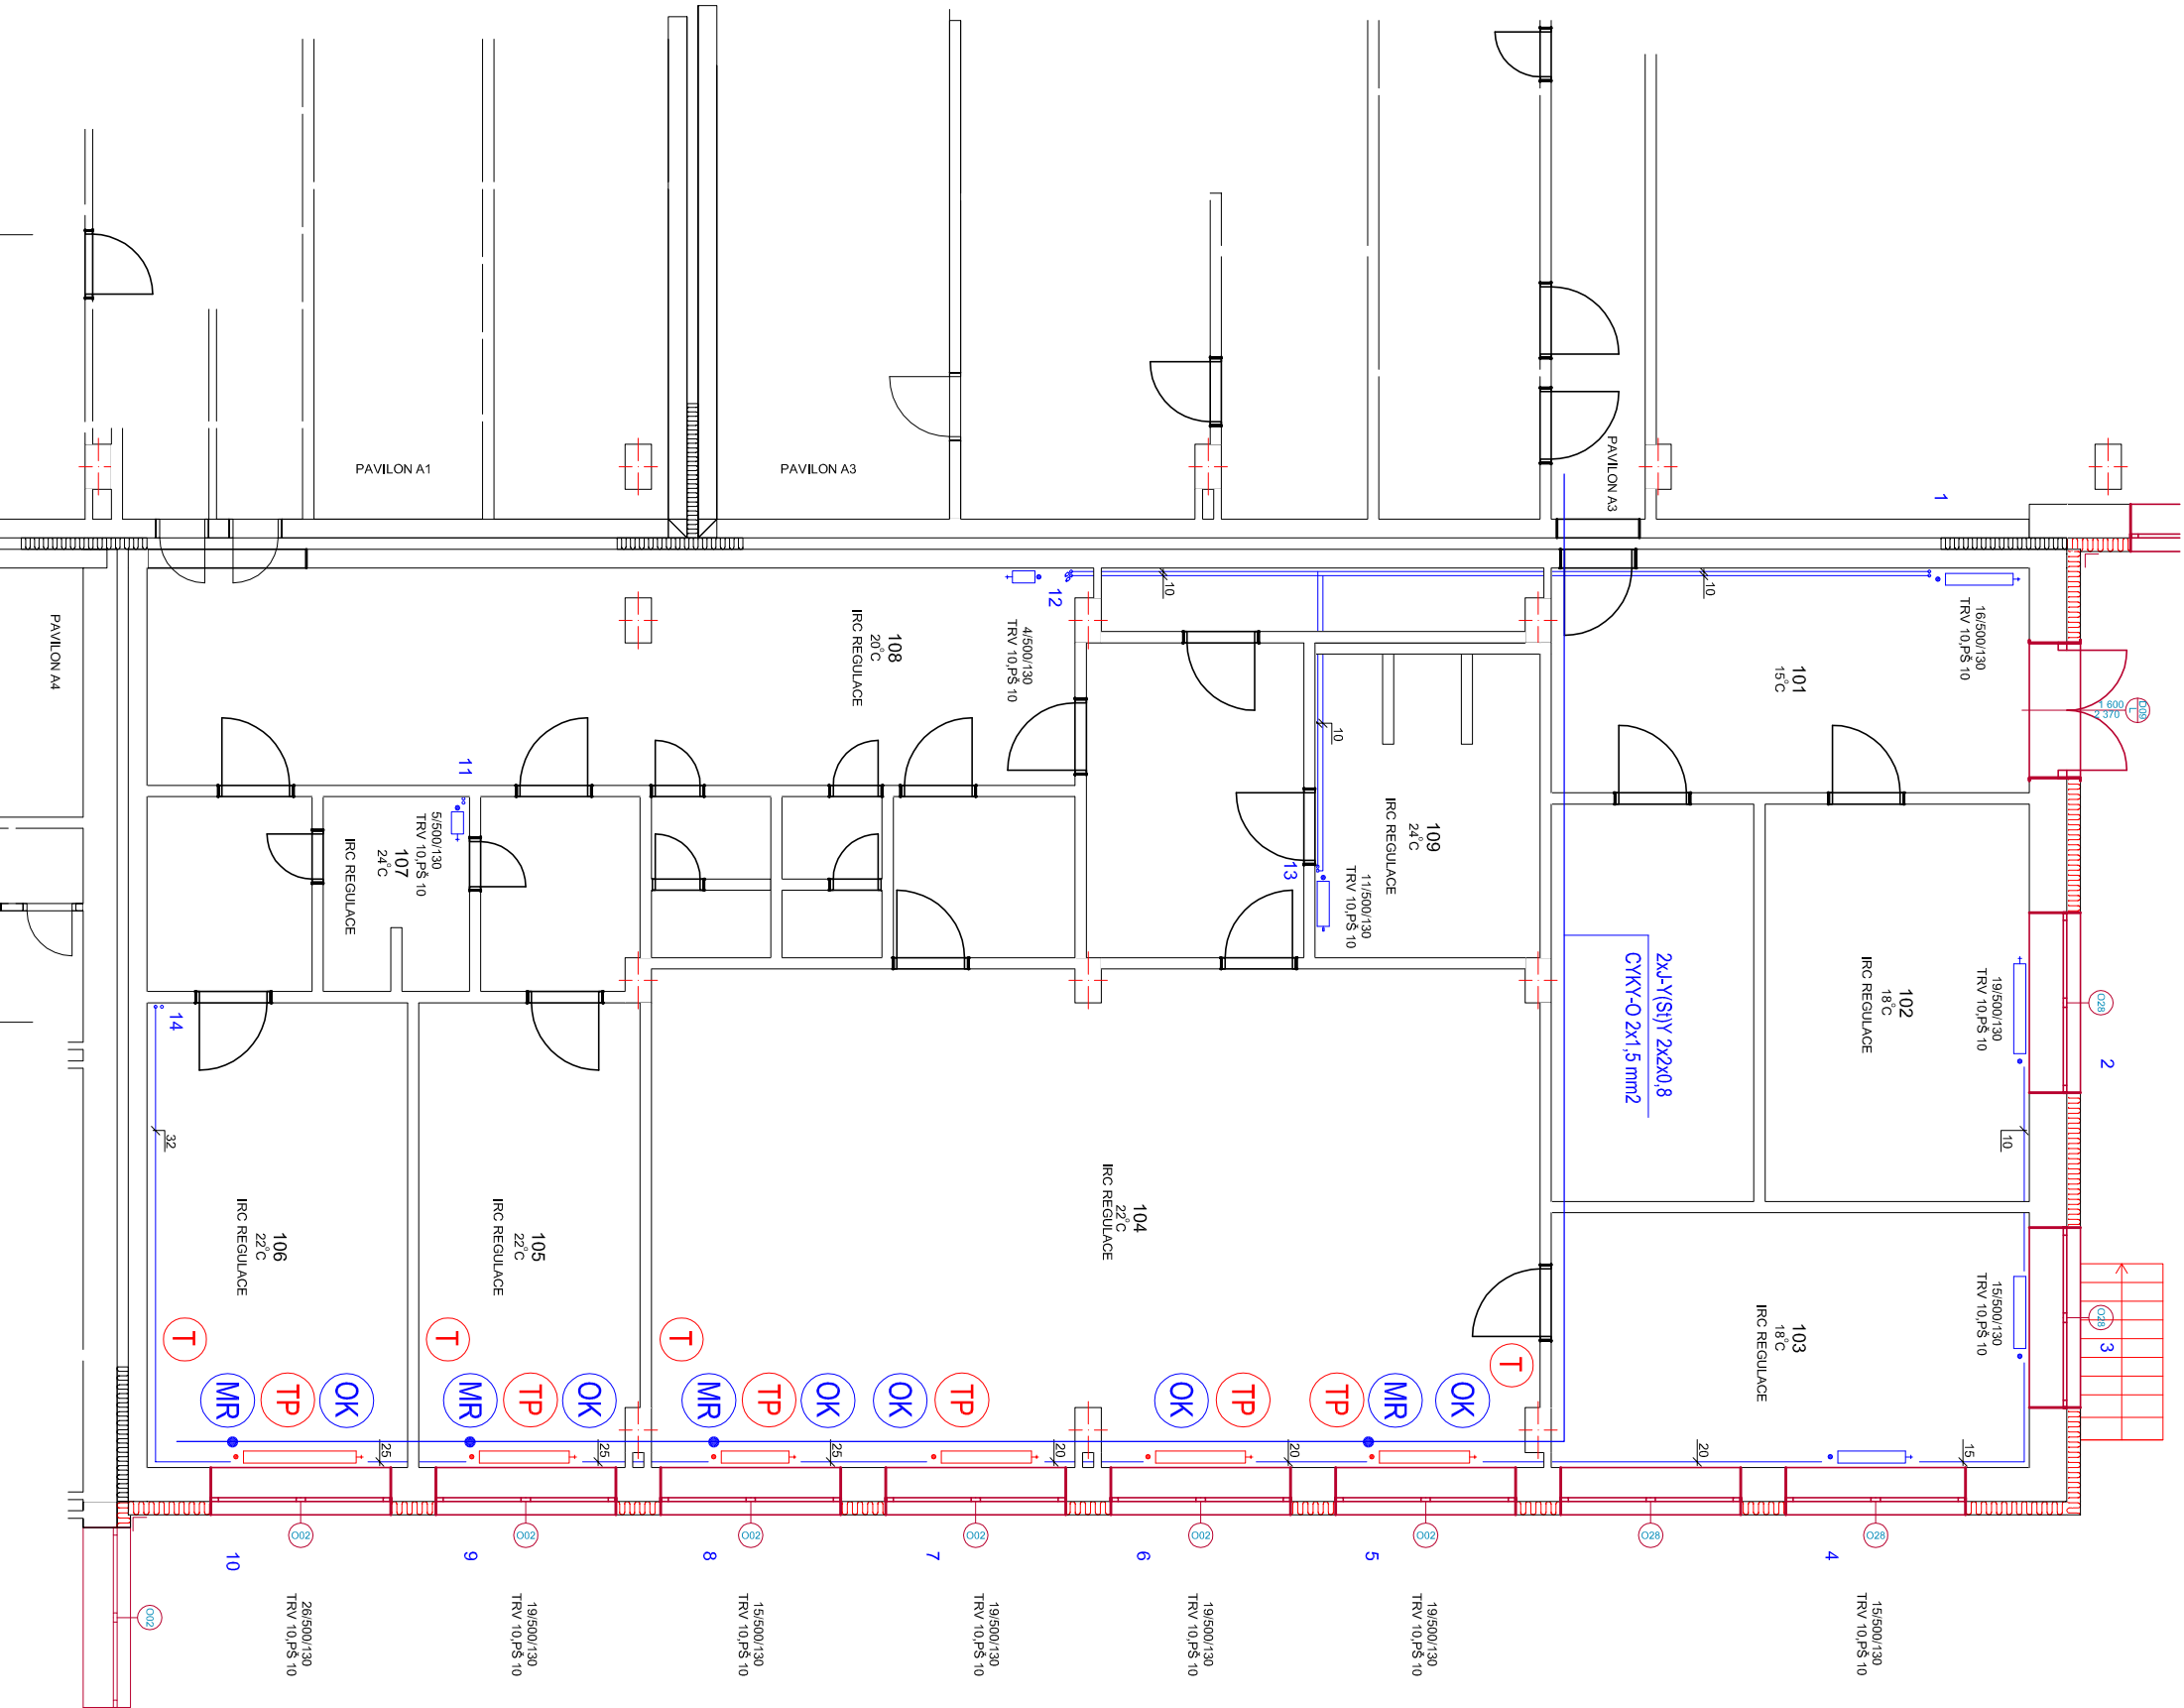 PAVILON A1
PAVILON A3
PAVILON A3
PAVILON A4
1
16/500/130
TRV 10,PŠ 10
101
15°C
10
10
12
4/500/130
TRV 10,PŠ 10
108
20°C
IRC REGULACE
D09
L
1 600
2 370
11
5/500/130
TRV 10,PŠ 10
107
24°C
IRC REGULACE
10
109
24°C
IRC REGULACE
13
11/500/130
TRV 10,PŠ 10
2xJ-Y(St)Y 2x2x0,8
CYKY-O 2x1,5 mm2
102
18°C
IRC REGULACE
19/500/130
TRV 10,PŠ 10
O28
2
10
14
32
106
22°C
IRC REGULACE
105
22°C
IRC REGULACE
104
22°C
IRC REGULACE
103
18°C
IRC REGULACE
15/500/130
TRV 10,PŠ 10
O28
3
T
T
T
T
MR
TP
OK
MR
TP
OK
MR
TP
OK
OK
TP
OK
TP
TP
MR
OK
25
25
25
20
20
20
15
O02
O02
O02
O02
O02
O02
O28
O28
10
9
8
7
6
5
4
O02
26/500/130
TRV 10,PŠ 10
19/500/130
TRV 10,PŠ 10
15/500/130
TRV 10,PŠ 10
19/500/130
TRV 10,PŠ 10
19/500/130
TRV 10,PŠ 10
19/500/130
TRV 10,PŠ 10
15/500/130
TRV 10,PŠ 10